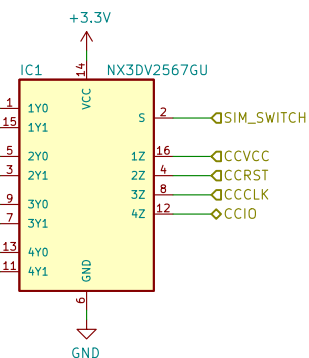 +3.3V
IC1 NX3DV2567GU
14
VCC
1 1Y0
15 1Y1
S 2 SIM_SWITCH
5 2Y0 1Z 16 CCVCC
3 2Y1 2Z 4 CCRST
9 3Y0 3Z 8 CCCLK
7 3Y1 4Z 12 CCIO
13 4Y0
11 4Y1
GND
6
GND